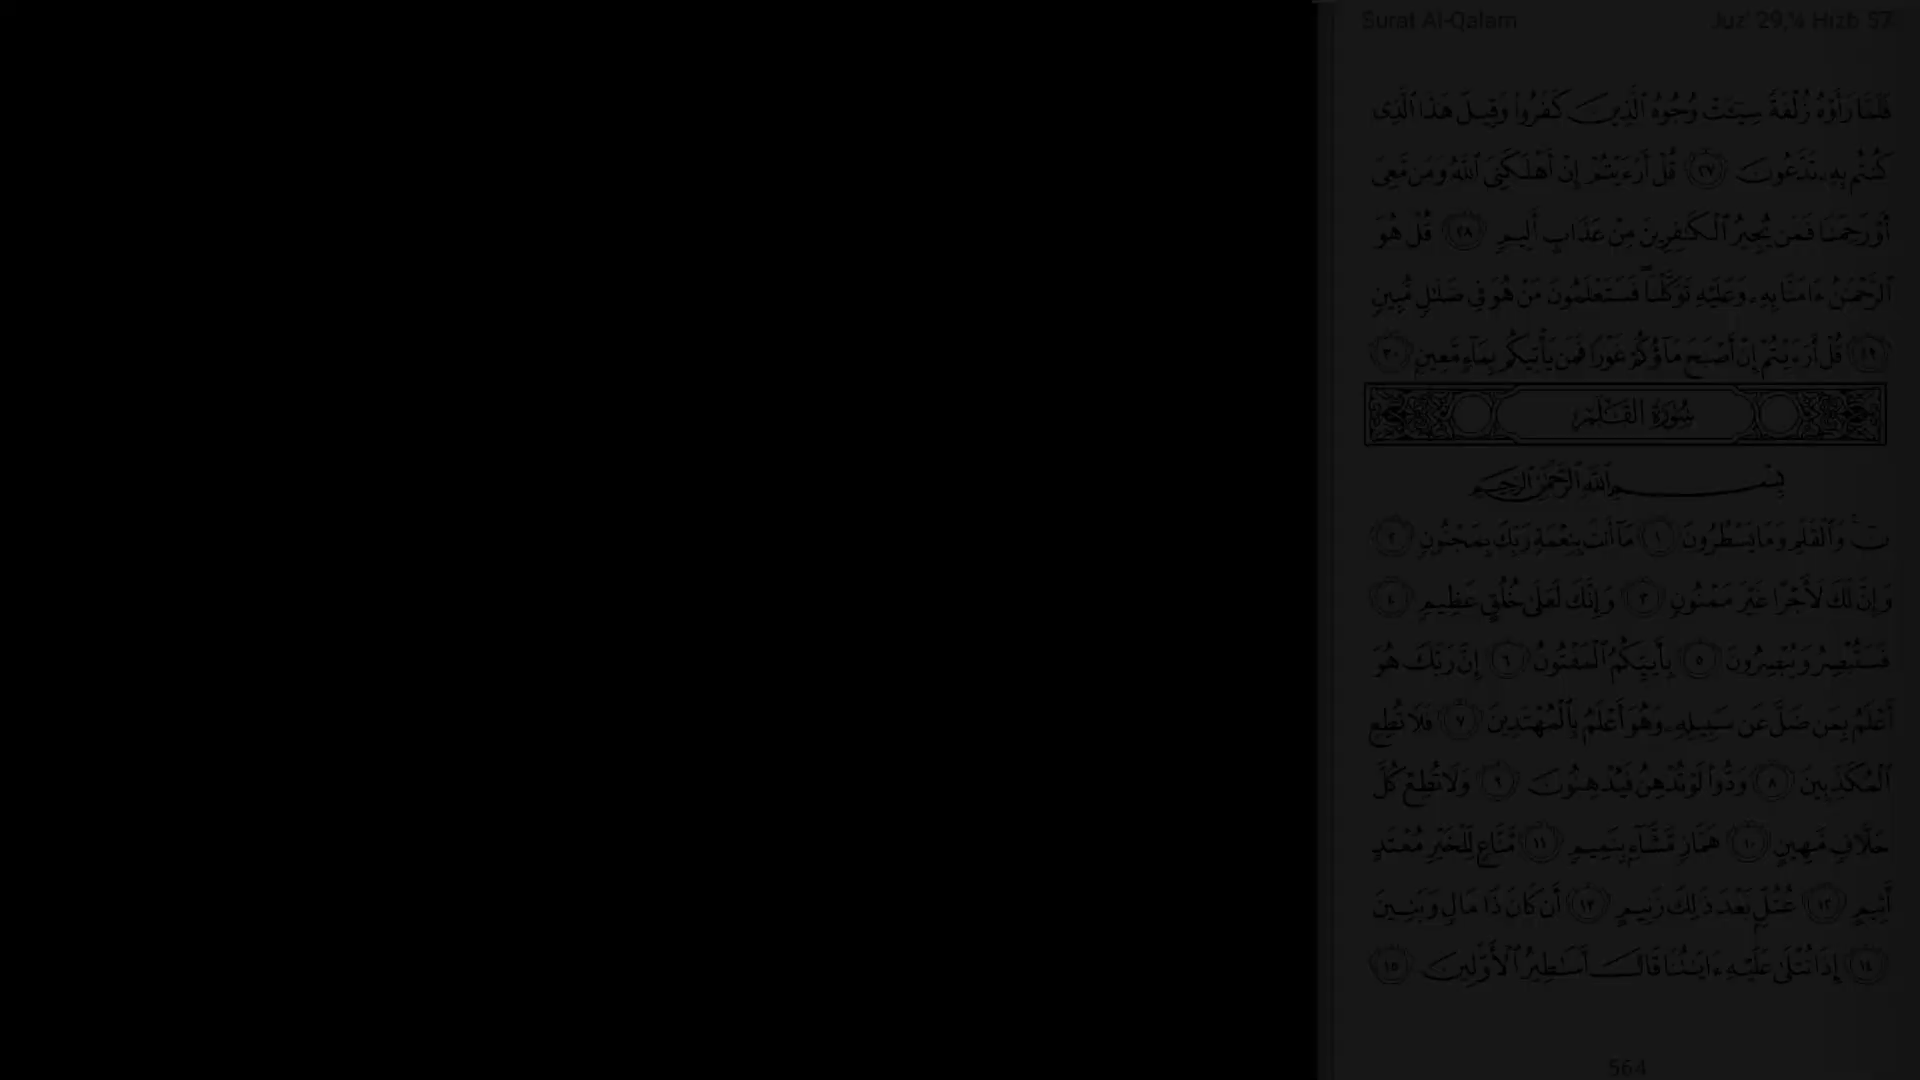 Surat Al-Qalam Juz' 29,¼ Hizb 57
فَلَمَّا رَأَوْهُ زُلْفَةً سِيٓـَٔتْ وُجُوهُ ٱلَّذِينَ كَفَرُوا۟ وَقِيلَ هَٰذَا ٱلَّذِى
كُنتُم بِهِۦ تَدَّعُونَ ٢٧ قُلْ أَرَءَيْتُمْ إِنْ أَهْلَكَنِىَ ٱللَّهُ وَمَن مَّعِىَ
أَوْ رَحِمَنَا فَمَن يُجِيرُ ٱلْكَٰفِرِينَ مِنْ عَذَابٍ أَلِيمٍ ٢٨ قُلْ هُوَ
ٱلرَّحْمَٰنُ ءَامَنَّا بِهِۦ وَعَلَيْهِ تَوَكَّلْنَا ۖ فَسَتَعْلَمُونَ مَنْ هُوَ فِى ضَلَٰلٍ مُّبِينٍ
٢٩ قُلْ أَرَءَيْتُمْ إِنْ أَصْبَحَ مَآؤُكُمْ غَوْرًا فَمَن يَأْتِيكُم بِمَآءٍ مَّعِينٍۭ ٣٠
سُورَةُ القَلَمِ
بِسْمِ ٱللَّهِ ٱلرَّحْمَٰنِ ٱلرَّحِيمِ
نٓ ۚ وَٱلْقَلَمِ وَمَا يَسْطُرُونَ ١ مَآ أَنتَ بِنِعْمَةِ رَبِّكَ بِمَجْنُونٍ ٢
وَإِنَّ لَكَ لَأَجْرًا غَيْرَ مَمْنُونٍ ٣ وَإِنَّكَ لَعَلَىٰ خُلُقٍ عَظِيمٍ ٤
فَسَتُبْصِرُ وَيُبْصِرُونَ ٥ بِأَييِّكُمُ ٱلْمَفْتُونُ ٦ إِنَّ رَبَّكَ هُوَ
أَعْلَمُ بِمَن ضَلَّ عَن سَبِيلِهِۦ وَهُوَ أَعْلَمُ بِٱلْمُهْتَدِينَ ٧ فَلَا تُطِعِ
ٱلْمُكَذِّبِينَ ٨ وَدُّوا۟ لَوْ تُدْهِنُ فَيُدْهِنُونَ ٩ وَلَا تُطِعْ كُلَّ
حَلَّافٍ مَّهِينٍ ١٠ هَمَّازٍ مَّشَّآءٍۭ بِنَمِيمٍ ١١ مَّنَّاعٍ لِّلْخَيْرِ مُعْتَدٍ
أَثِيمٍ ١٢ عُتُلٍّۭ بَعْدَ ذَٰلِكَ زَنِيمٍ ١٣ أَن كَانَ ذَا مَالٍ وَبَنِينَ
١٤ إِذَا تُتْلَىٰ عَلَيْهِ ءَايَٰتُنَا قَالَ أَسَٰطِيرُ ٱلْأَوَّلِينَ ١٥
564